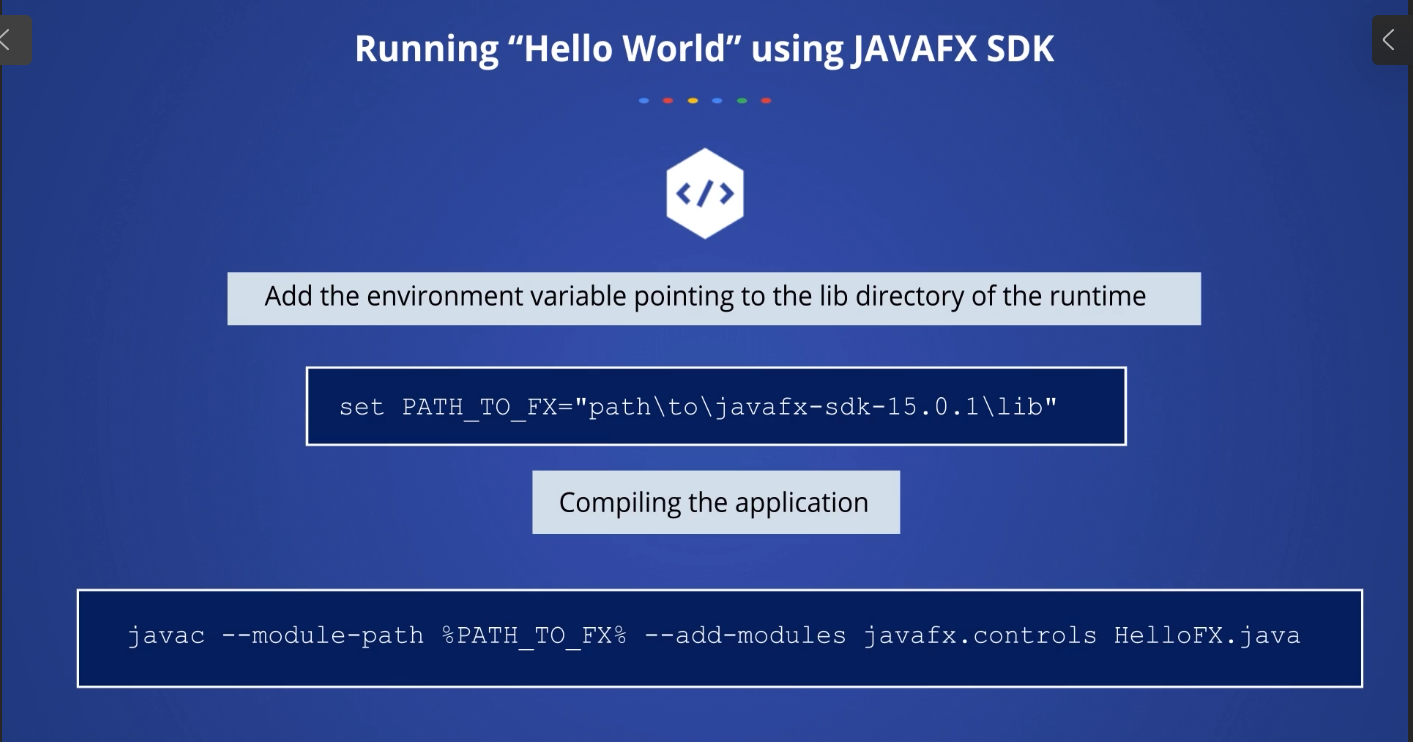 Running “Hello World” using JAVAFX SDK
</>
Add the environment variable pointing to the lib directory of the runtime
set PATH_TO_FX="path\to\javafx-sdk-15.0.1\lib"
Compiling the application
javac --module-path %PATH_TO_FX% --add-modules javafx.controls HelloFX.java